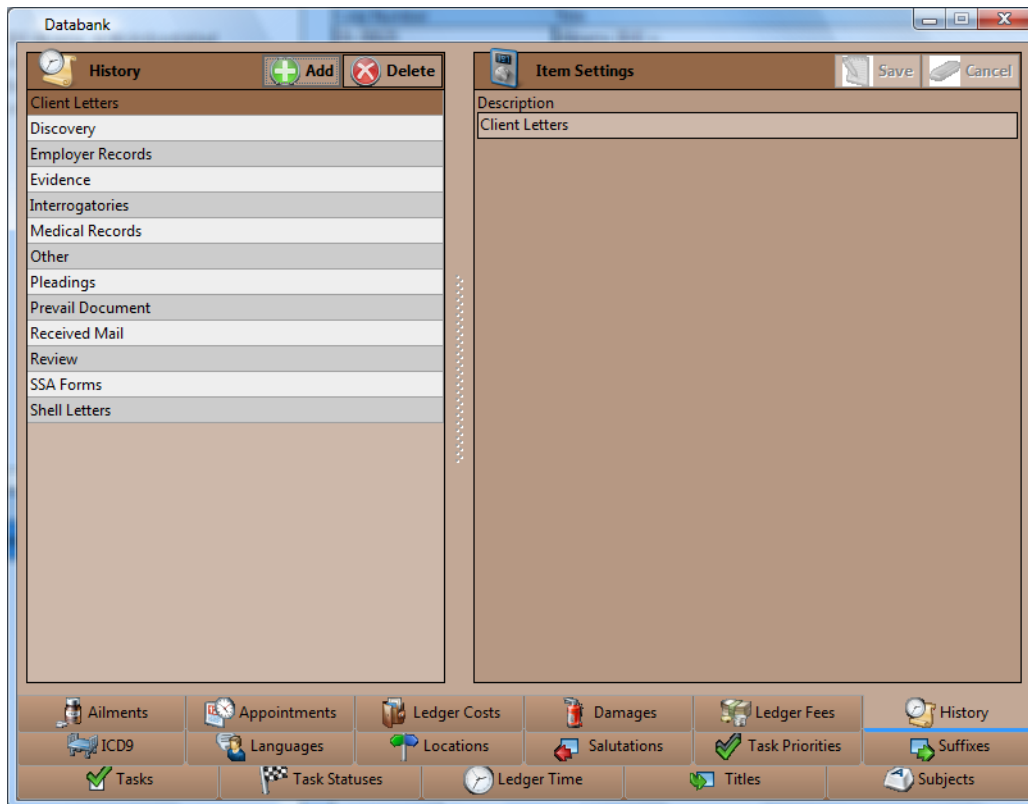 Databank
History Add Delete
Client Letters
Discovery
Employer Records
Evidence
Interrogatories
Medical Records
Other
Pleadings
Prevail Document
Received Mail
Review
SSA Forms
Shell Letters
Item Settings Save Cancel
Description
Client Letters
Ailments Appointments Ledger Costs Damages Ledger Fees History
ICD9 Languages Locations Salutations Task Priorities Suffixes
Tasks Task Statuses Ledger Time Titles Subjects